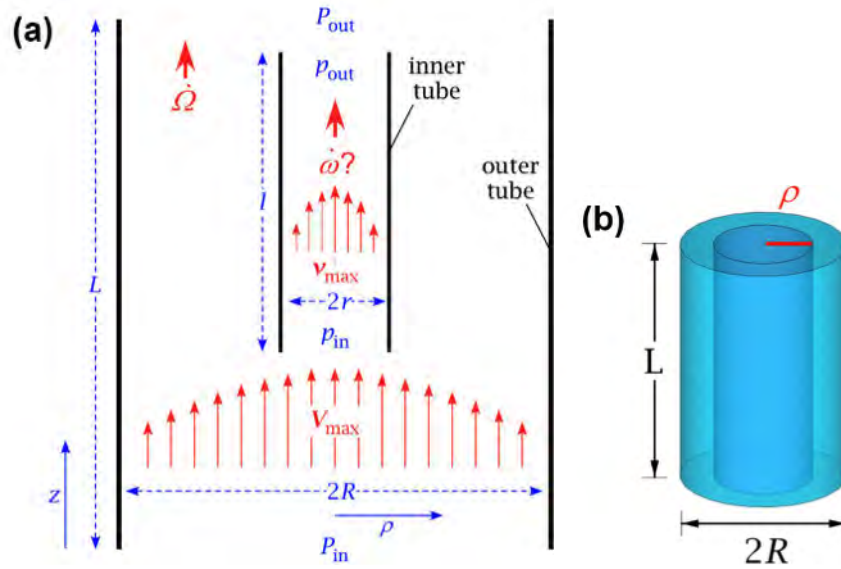 (a)
P_out
p_out
inner
tube
Ω̇
ω̇?
outer
tube
l
L
v_max
2r
p_in
V_max
z
2R
ρ
P_in
(b)
ρ
L
2R